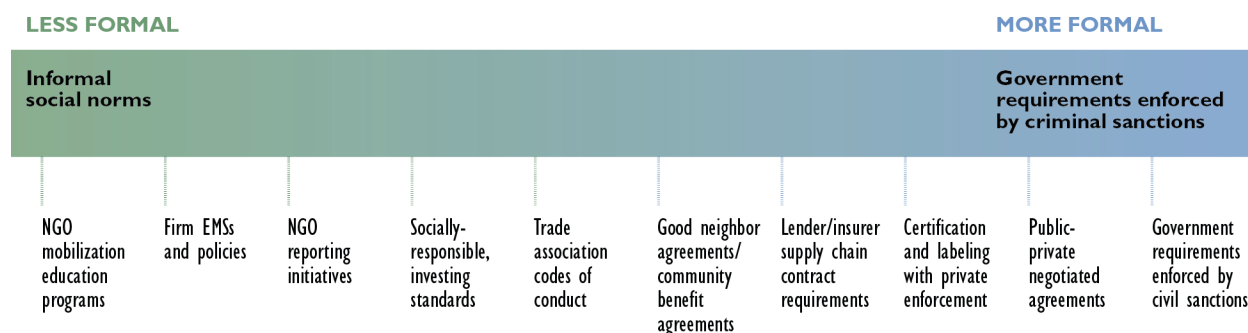 LESS FORMAL
MORE FORMAL
Informal
social norms
Government
requirements enforced
by criminal sanctions
NGO
mobilization
education
programs
Firm EMSs
and policies
NGO
reporting
initiatives
Socially-
responsible,
investing
standards
Trade
association
codes of
conduct
Good neighbor
agreements/
community
benefit
agreements
Lender/insurer
supply chain
contract
requirements
Certification
and labeling
with private
enforcement
Public-
private
negotiated
agreements
Government
requirements
enforced by
civil sanctions